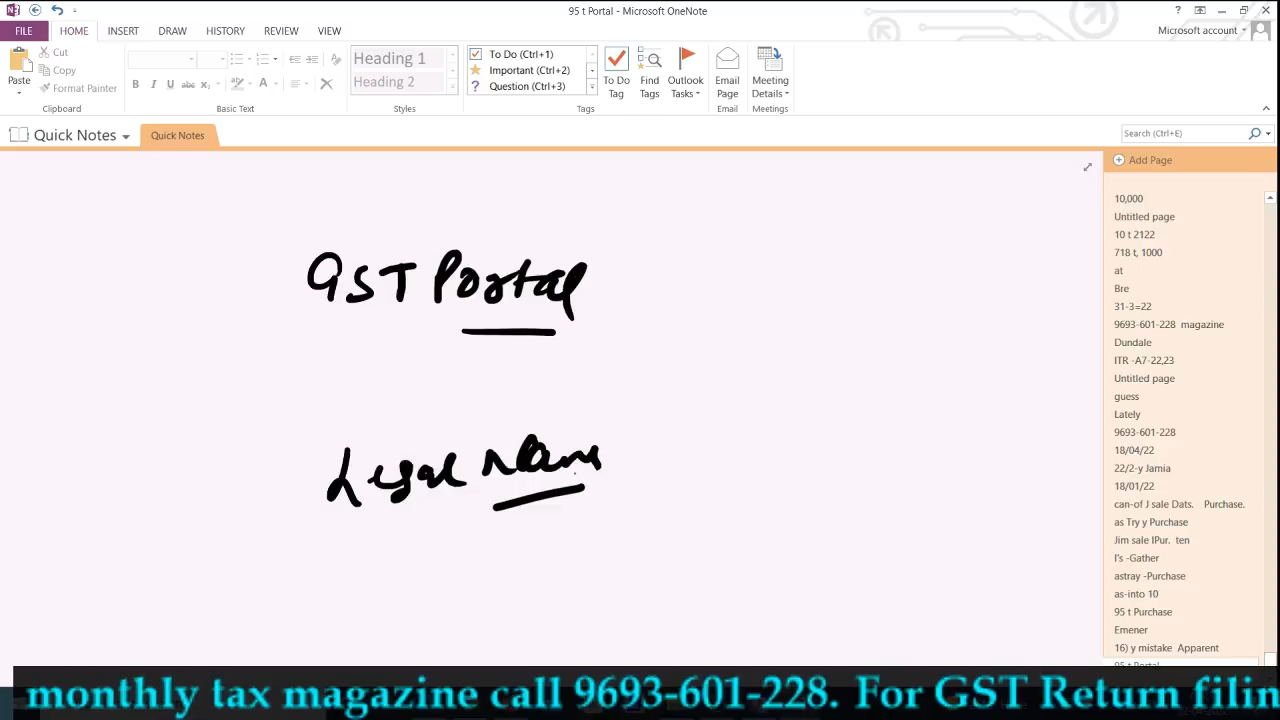 95 t Portal - Microsoft OneNote
FILE HOME INSERT DRAW HISTORY REVIEW VIEW
Microsoft account
Paste
Cut
Copy
Format Painter
Clipboard
B I U abc x₂ A
Basic Text
Heading 1
Heading 2
Styles
To Do (Ctrl+1)
Important (Ctrl+2)
Question (Ctrl+3)
To Do Tag
Find Tags
Tags
Outlook Tasks
Email Page
Email
Meeting Details
Meetings
Quick Notes
Quick Notes
Search (Ctrl+E)
Add Page
GST Portal
Legal Name
10,000
Untitled page
10 t 2122
718 t, 1000
at
Bre
31-3=22
9693-601-228 magazine
Dundale
ITR -A7-22,23
Untitled page
guess
Lately
9693-601-228
18/04/22
22/2-y Jamia
18/01/22
can-of J sale Dats. Purchase.
as Try y Purchase
Jim sale IPur. ten
I's -Gather
astray -Purchase
as-into 10
95 t Purchase
Emener
16) y mistake Apparent
95 t Portal
monthly tax magazine call 9693-601-228. For GST Return filin